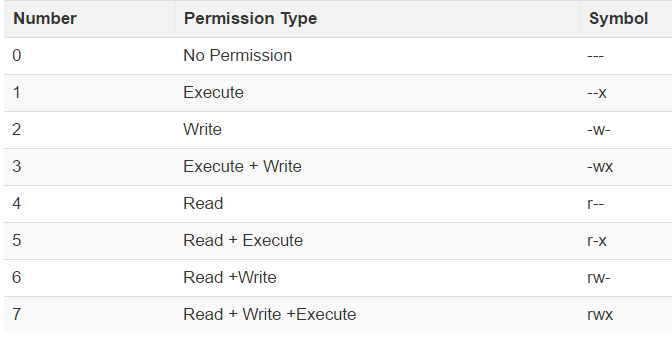 Number Permission Type Symbol
0 No Permission ---
1 Execute --x
2 Write -w-
3 Execute + Write -wx
4 Read r--
5 Read + Execute r-x
6 Read +Write rw-
7 Read + Write +Execute rwx